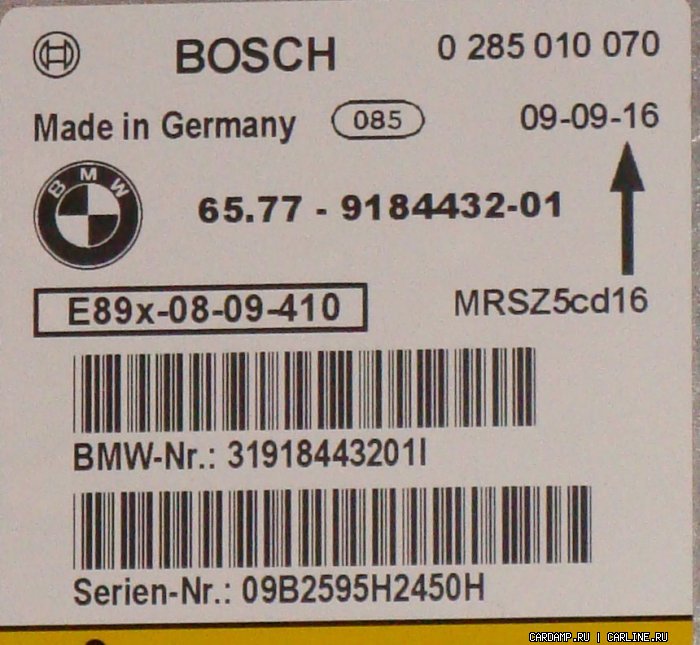 BOSCH 0 285 010 070
Made in Germany 085 09-09-16
BMW
65.77 - 9184432-01
E89x-08-09-410 MRSZ5cd16
BMW-Nr.: 31918443201I
Serien-Nr.: 09B2595H2450H
CARDAMP.RU | CARLINE.RU